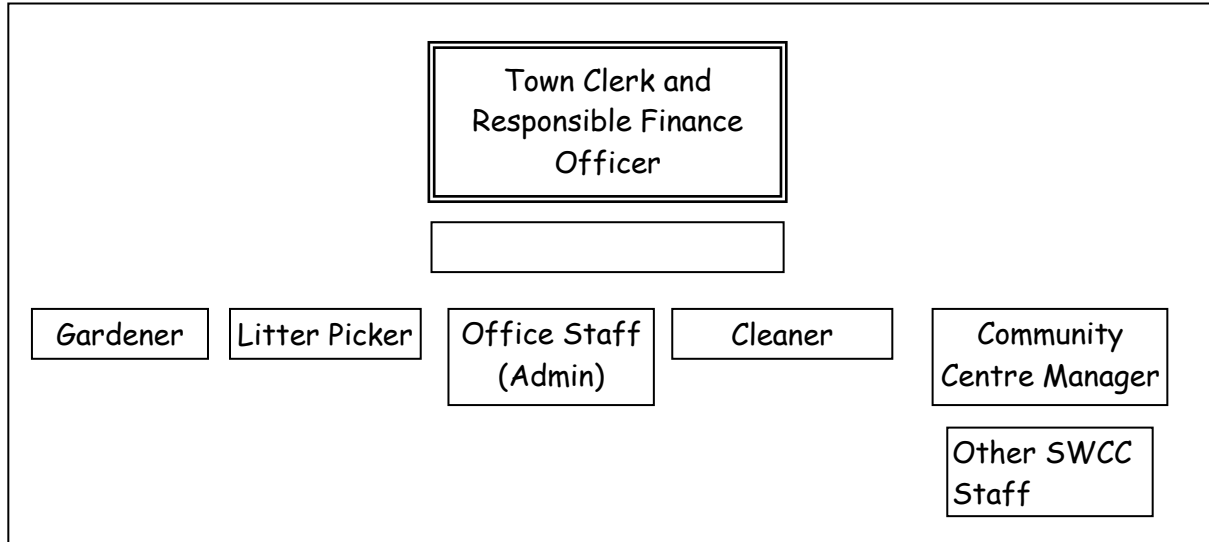 Town Clerk and
Responsible Finance
Officer
Gardener
Litter Picker
Office Staff
(Admin)
Cleaner
Community
Centre Manager
Other SWCC
Staff